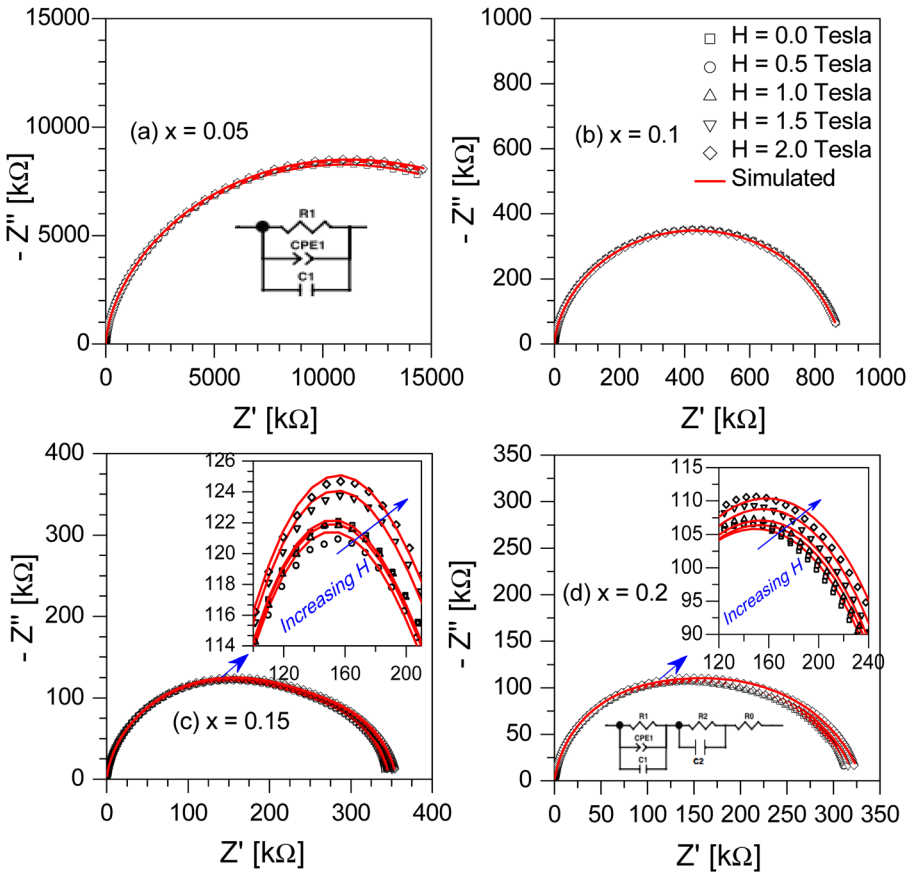 15000
10000
5000
0
- Z'' [kΩ]
(a) x = 0.05
R1
CPE1
C1
0 5000 10000 15000
Z' [kΩ]
1000
800
600
400
200
0
- Z'' [kΩ]
H = 0.0 Tesla
H = 0.5 Tesla
H = 1.0 Tesla
H = 1.5 Tesla
H = 2.0 Tesla
Simulated
(b) x = 0.1
0 200 400 600 800 1000
Z' [kΩ]
400
300
200
100
0
- Z'' [kΩ]
126
124
122
120
118
116
114
120 160 200
Increasing H
(c) x = 0.15
0 100 200 300 400
Z' [kΩ]
350
300
250
200
150
100
50
0
- Z'' [kΩ]
115
110
105
100
95
90
120 160 200 240
Increasing H
(d) x = 0.2
R1 R2 R0
CPE1
C1 C2
0 50 100 150 200 250 300 350
Z' [kΩ]